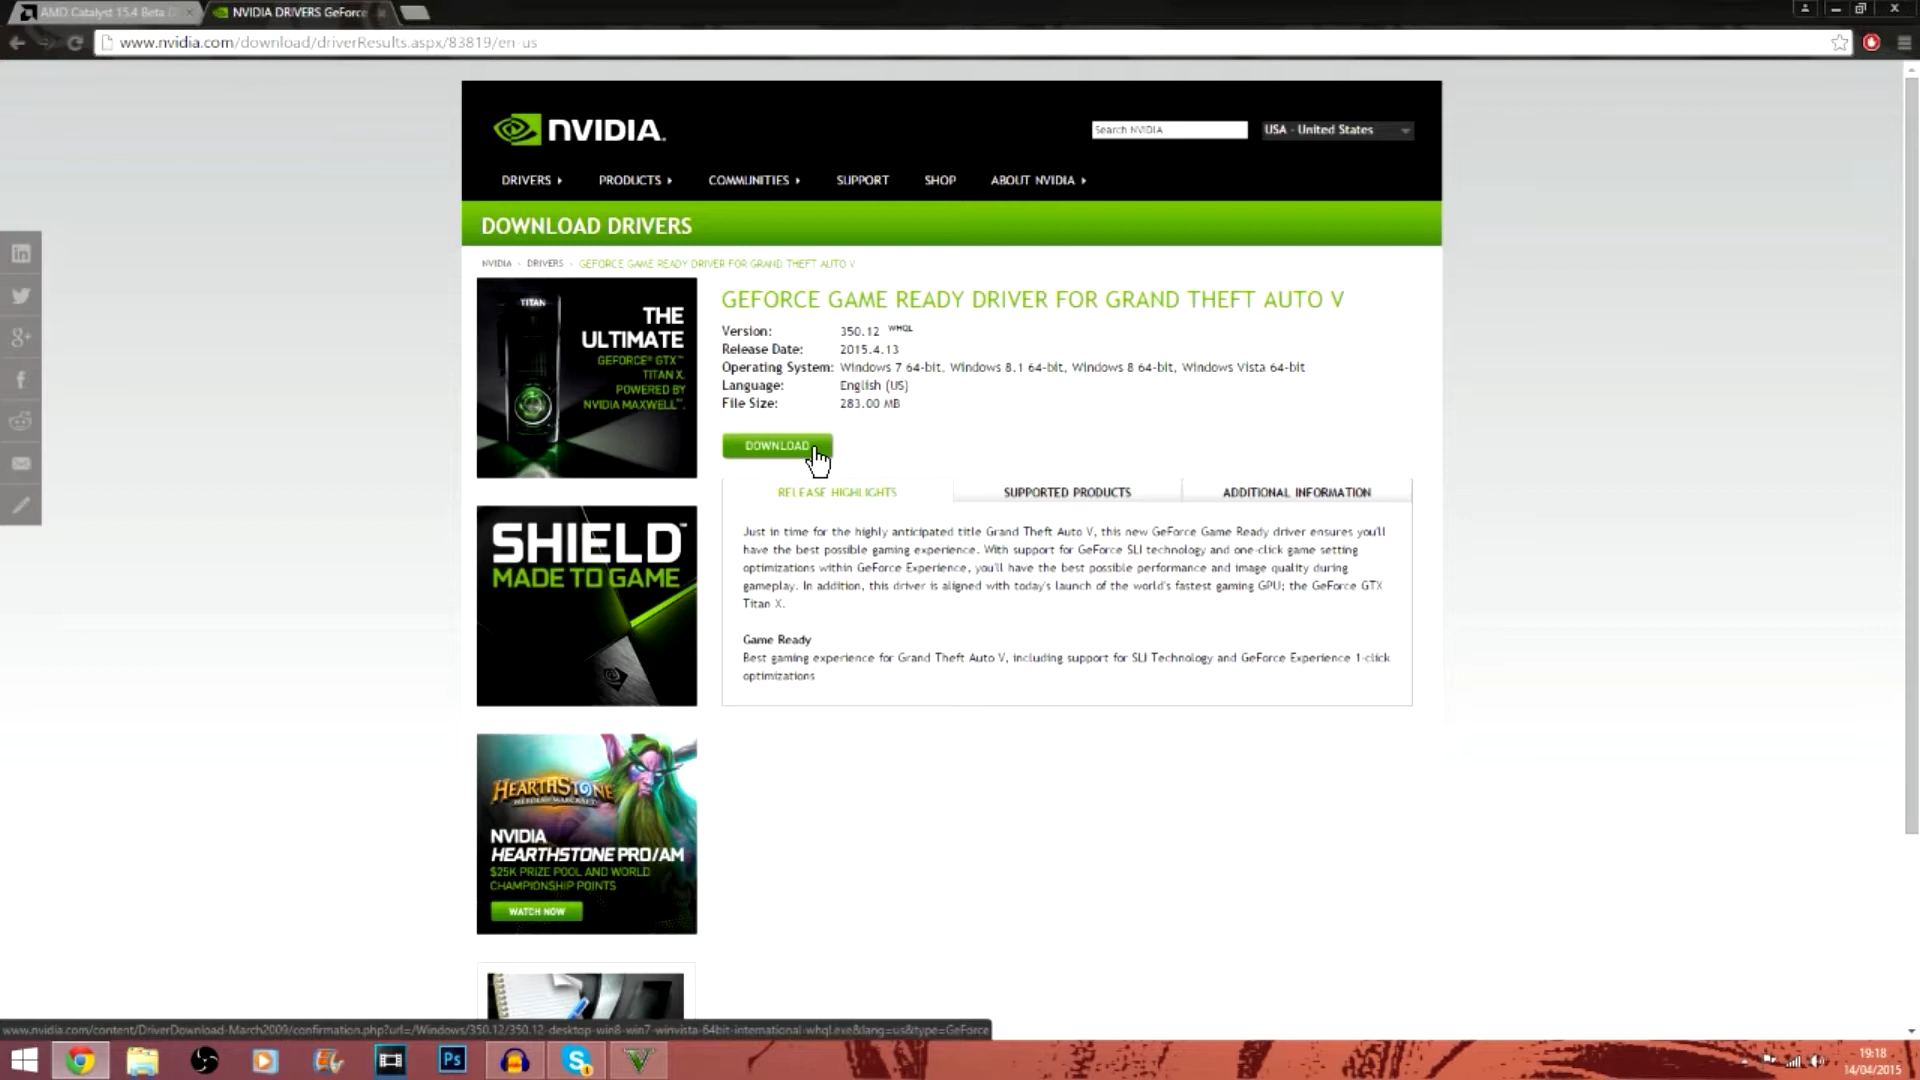 AMD Catalyst 15.4 Beta
NVIDIA DRIVERS GeForce
www.nvidia.com/download/driverResults.aspx/83819/en-us
NVIDIA.
Search NVIDIA
USA - United States
DRIVERS
PRODUCTS
COMMUNITIES
SUPPORT
SHOP
ABOUT NVIDIA
DOWNLOAD DRIVERS
NVIDIA > DRIVERS > GEFORCE GAME READY DRIVER FOR GRAND THEFT AUTO V
TITAN
THE
ULTIMATE
GEFORCE® GTX™
TITAN X.
POWERED BY
NVIDIA MAXWELL™.
GEFORCE GAME READY DRIVER FOR GRAND THEFT AUTO V
Version: 350.12 WHQL
Release Date: 2015.4.13
Operating System: Windows 7 64-bit, Windows 8.1 64-bit, Windows 8 64-bit, Windows Vista 64-bit
Language: English (US)
File Size: 283.00 MB
DOWNLOAD
RELEASE HIGHLIGHTS
SUPPORTED PRODUCTS
ADDITIONAL INFORMATION
Just in time for the highly anticipated title Grand Theft Auto V, this new GeForce Game Ready driver ensures you'll
have the best possible gaming experience. With support for GeForce SLI technology and one-click game setting
optimizations within GeForce Experience, you'll have the best possible performance and image quality during
gameplay. In addition, this driver is aligned with today's launch of the world's fastest gaming GPU; the GeForce GTX
Titan X.
Game Ready
Best gaming experience for Grand Theft Auto V, including support for SLI Technology and GeForce Experience 1-click
optimizations
SHIELD™
MADE TO GAME
HEARTHSTONE
HEROES OF WARCRAFT
NVIDIA
HEARTHSTONE PRO/AM
$25K PRIZE POOL AND WORLD
CHAMPIONSHIP POINTS
WATCH NOW
www.nvidia.com/content/DriverDownload-March2009/confirmation.php?url=/Windows/350.12/350.12-desktop-win8-win7-winvista-64bit-international-whql.exe&lang=us&type=GeForce
Ps
19:18
14/04/2015